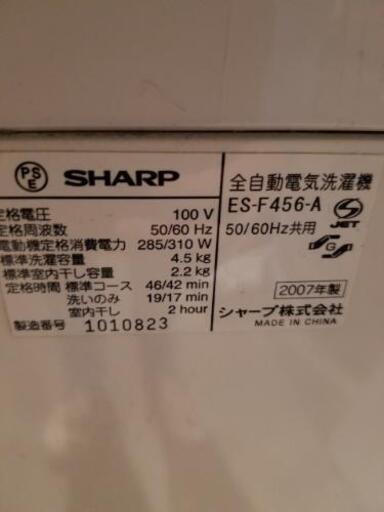 PS E SHARP
全自動電気洗濯機
ES-F456-A
50/60Hz共用
JET
G
定格電圧 100 V
定格周波数 50/60 Hz
電動機定格消費電力 285/310 W
標準洗濯容量 4.5 kg
標準室内干し容量 2.2 kg
定格時間 標準コース 46/42 min
洗いのみ 19/17 min
室内干し 2 hour
製造番号 1010823
2007年製
シャープ株式会社
MADE IN CHINA